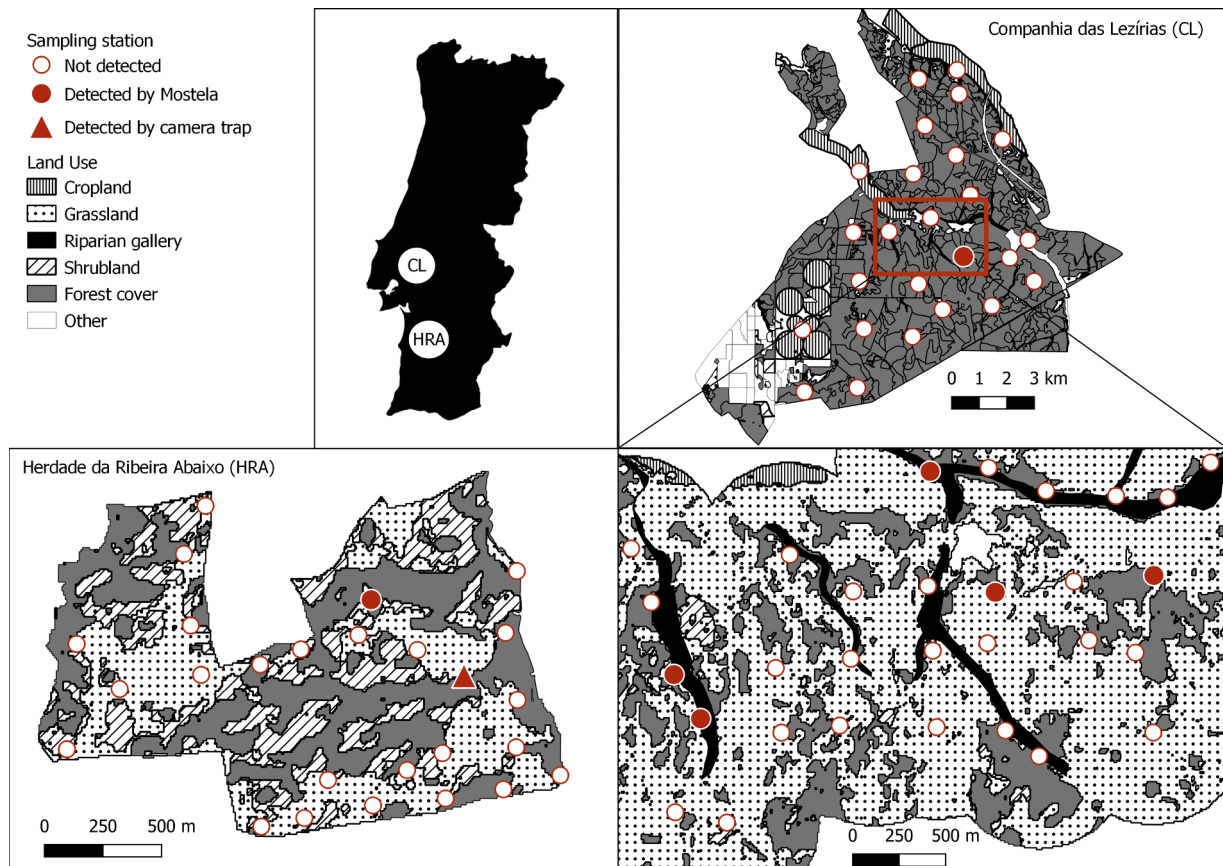 Sampling station
Not detected
Detected by Mostela
Detected by camera trap
Land Use
Cropland
Grassland
Riparian gallery
Shrubland
Forest cover
Other
CL
HRA
Companhia das Lezírias (CL)
0 1 2 3 km
Herdade da Ribeira Abaixo (HRA)
0 250 500 m
0 250 500 m